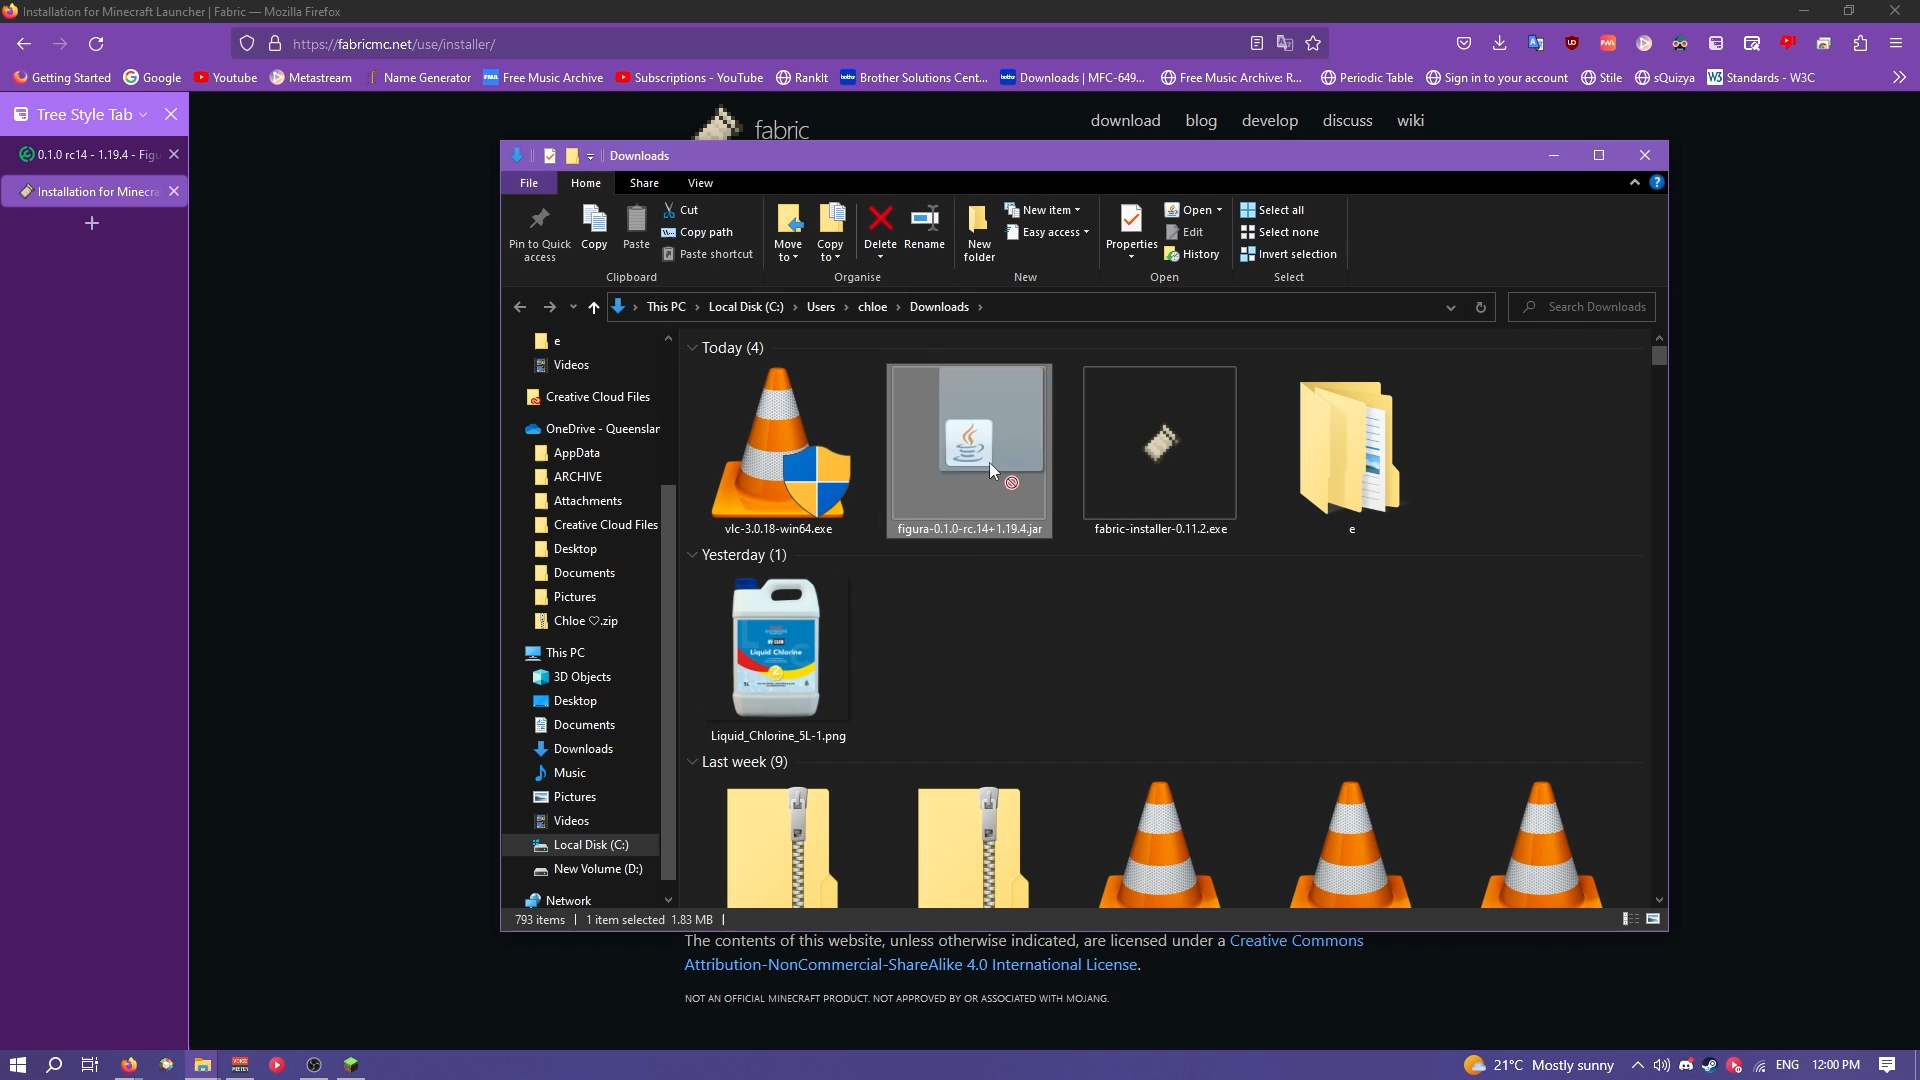 Installation for Minecraft Launcher | Fabric — Mozilla Firefox
https://fabricmc.net/use/installer/
Getting Started
Google
Youtube
Metastream
Name Generator
Free Music Archive
Subscriptions - YouTube
RankIt
Brother Solutions Cent...
Downloads | MFC-649...
Free Music Archive: R...
Periodic Table
Sign in to your account
Stile
sQuizya
Standards - W3C
Tree Style Tab
0.1.0 rc14 - 1.19.4 - Figu
Installation for Minecra
fabric
download
blog
develop
discuss
wiki
Downloads
File
Home
Share
View
Pin to Quick access
Copy
Paste
Cut
Copy path
Paste shortcut
Clipboard
Move to
Copy to
Delete
Rename
Organise
New folder
New item
Easy access
New
Properties
Open
Edit
History
Open
Select all
Select none
Invert selection
Select
This PC
Local Disk (C:)
Users
chloe
Downloads
Search Downloads
e
Videos
Creative Cloud Files
OneDrive - Queenslan
AppData
ARCHIVE
Attachments
Creative Cloud Files
Desktop
Documents
Pictures
Chloe ♡.zip
This PC
3D Objects
Desktop
Documents
Downloads
Music
Pictures
Videos
Local Disk (C:)
New Volume (D:)
Network
Today (4)
vlc-3.0.18-win64.exe
figura-0.1.0-rc.14+1.19.4.jar
fabric-installer-0.11.2.exe
e
Yesterday (1)
Liquid Chlorine
Liquid_Chlorine_5L-1.png
Last week (9)
793 items
1 item selected 1.83 MB
The contents of this website, unless otherwise indicated, are licensed under a Creative Commons
Attribution-NonCommercial-ShareAlike 4.0 International License.
NOT AN OFFICIAL MINECRAFT PRODUCT. NOT APPROVED BY OR ASSOCIATED WITH MOJANG.
21°C Mostly sunny
ENG
12:00 PM